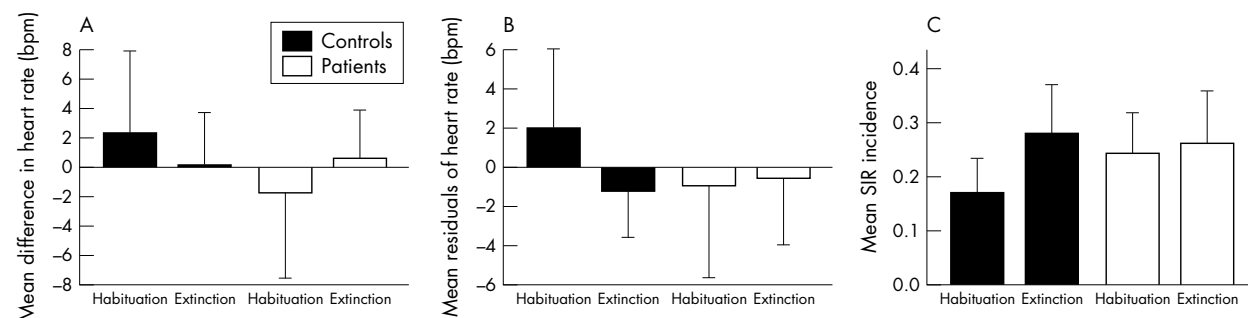 A
Mean difference in heart rate (bpm)
8
6
4
2
0
–2
–4
–6
–8
Habituation Extinction Habituation Extinction
Controls
Patients
B
Mean residuals of heart rate (bpm)
6
4
2
0
–2
–4
–6
Habituation Extinction Habituation Extinction
C
Mean SIR incidence
0.4
0.3
0.2
0.1
0.0
Habituation Extinction Habituation Extinction